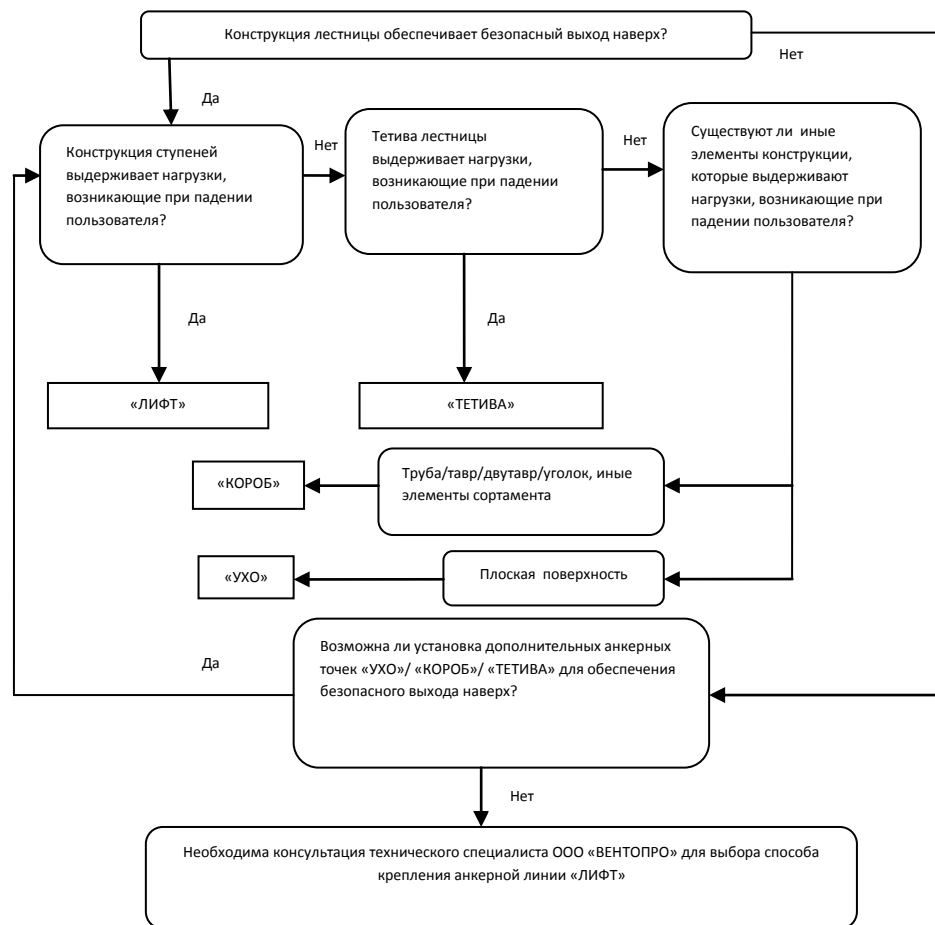 Конструкция лестницы обеспечивает безопасный выход наверх?
Нет
Да
Конструкция ступеней
выдерживает нагрузки,
возникающие при падении
пользователя?
Нет
Тетива лестницы
выдерживает нагрузки,
возникающие при падении
пользователя?
Нет
Существуют ли иные
элементы конструкции,
которые выдерживают
нагрузки, возникающие при
падении пользователя?
Да
Да
«ЛИФТ»
«ТЕТИВА»
«КОРОБ»
Труба/тавр/двутавр/уголок, иные
элементы сортамента
«УХО»
Плоская поверхность
Да
Возможна ли установка дополнительных анкерных
точек «УХО»/ «КОРОБ»/ «ТЕТИВА» для обеспечения
безопасного выхода наверх?
Нет
Необходима консультация технического специалиста ООО «ВЕНТОПРО» для выбора способа
крепления анкерной линии «ЛИФТ»